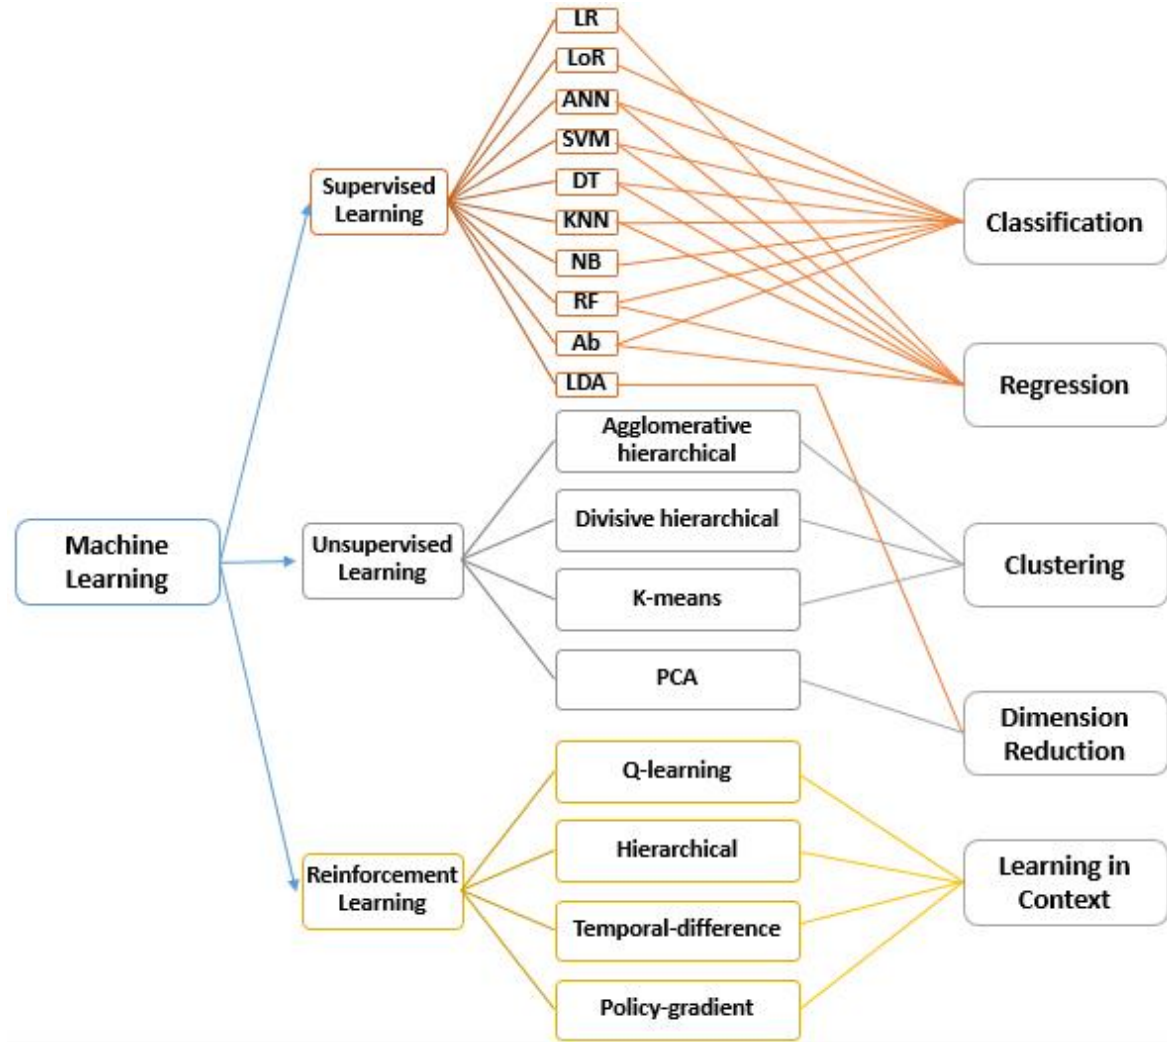 LR
LoR
ANN
SVM
DT
KNN
NB
RF
Ab
LDA
Supervised
Learning
Classification
Regression
Agglomerative
hierarchical
Divisive hierarchical
K-means
PCA
Machine
Learning
Unsupervised
Learning
Clustering
Dimension
Reduction
Q-learning
Hierarchical
Temporal-difference
Policy-gradient
Reinforcement
Learning
Learning in
Context